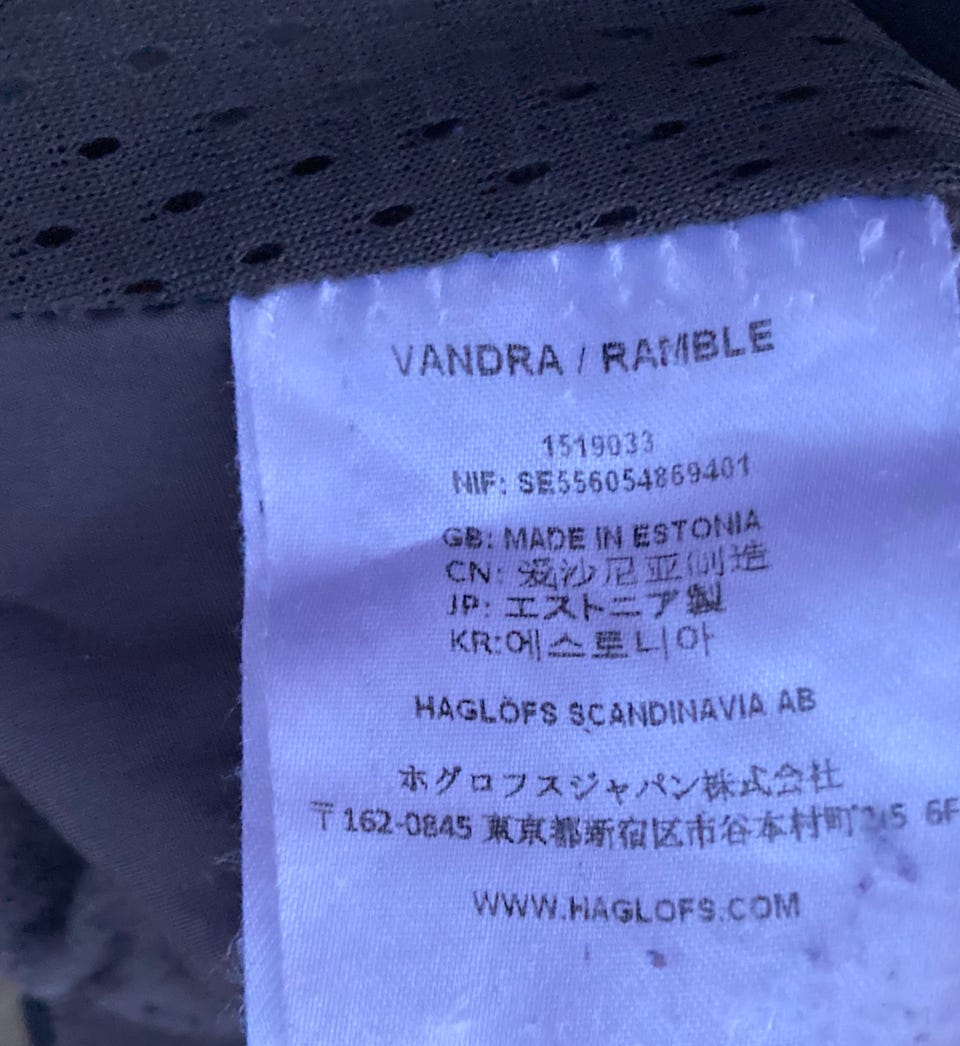 VANDRA / RAMBLE
1519033
NIF: SE556054869401
GB: MADE IN ESTONIA
CN: 爱沙尼亚制造
JP: エストニア製
KR:에스토니아
HAGLÖFS SCANDINAVIA AB
ホグロフスジャパン株式会社
〒162-0845 東京都新宿区市谷本村町 6F
WWW.HAGLOFS.COM